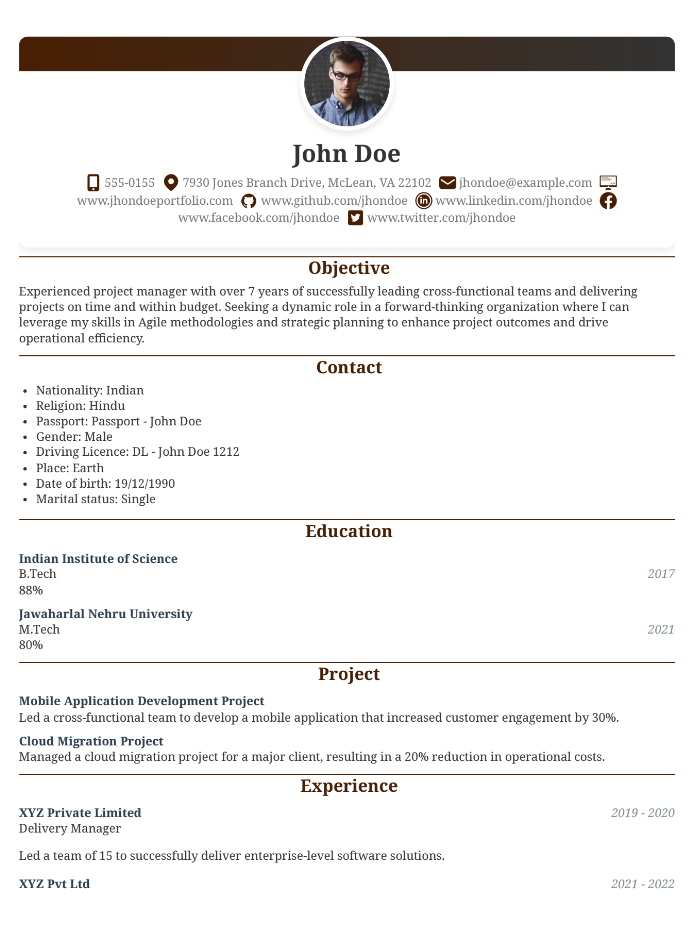 John Doe
555-0155 7930 Jones Branch Drive, McLean, VA 22102 jhondoe@example.com
www.jhondoeportfolio.com www.github.com/jhondoe www.linkedin.com/jhondoe
www.facebook.com/jhondoe www.twitter.com/jhondoe
Objective
Experienced project manager with over 7 years of successfully leading cross-functional teams and delivering
projects on time and within budget. Seeking a dynamic role in a forward-thinking organization where I can
leverage my skills in Agile methodologies and strategic planning to enhance project outcomes and drive
operational efficiency.
Contact
• Nationality: Indian
• Religion: Hindu
• Passport: Passport - John Doe
• Gender: Male
• Driving Licence: DL - John Doe 1212
• Place: Earth
• Date of birth: 19/12/1990
• Marital status: Single
Education
Indian Institute of Science
B.Tech 2017
88%
Jawaharlal Nehru University
M.Tech 2021
80%
Project
Mobile Application Development Project
Led a cross-functional team to develop a mobile application that increased customer engagement by 30%.
Cloud Migration Project
Managed a cloud migration project for a major client, resulting in a 20% reduction in operational costs.
Experience
XYZ Private Limited 2019 - 2020
Delivery Manager
Led a team of 15 to successfully deliver enterprise-level software solutions.
XYZ Pvt Ltd 2021 - 2022